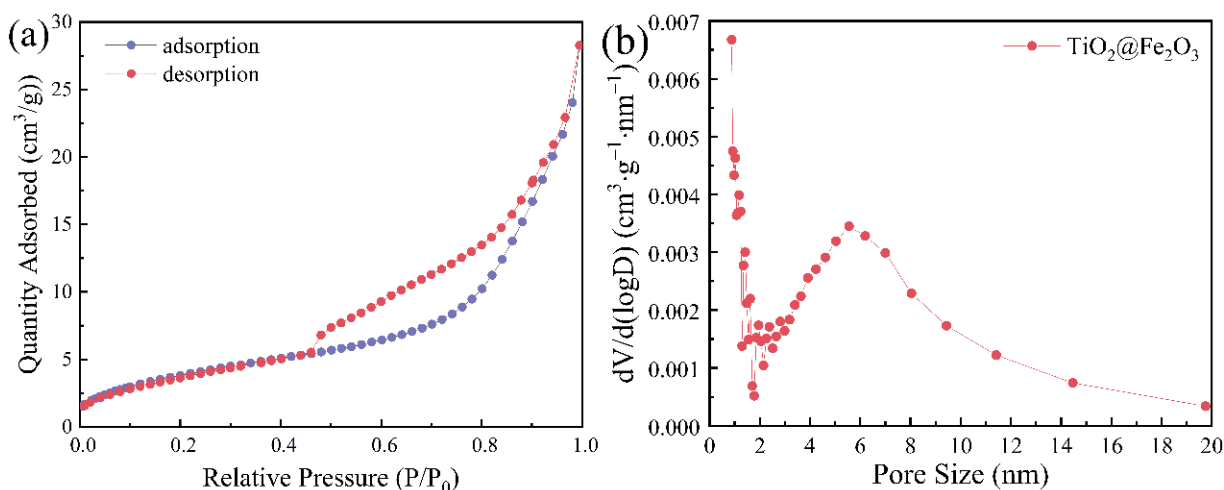 (a)
30
25
20
15
10
5
0
adsorption
desorption
Quantity Adsorbed (cm³/g)
0.0 0.2 0.4 0.6 0.8 1.0
Relative Pressure (P/P₀)
(b)
0.007
0.006
0.005
0.004
0.003
0.002
0.001
0.000
TiO₂@Fe₂O₃
dV/d(logD) (cm³·g⁻¹·nm⁻¹)
0 2 4 6 8 10 12 14 16 18 20
Pore Size (nm)